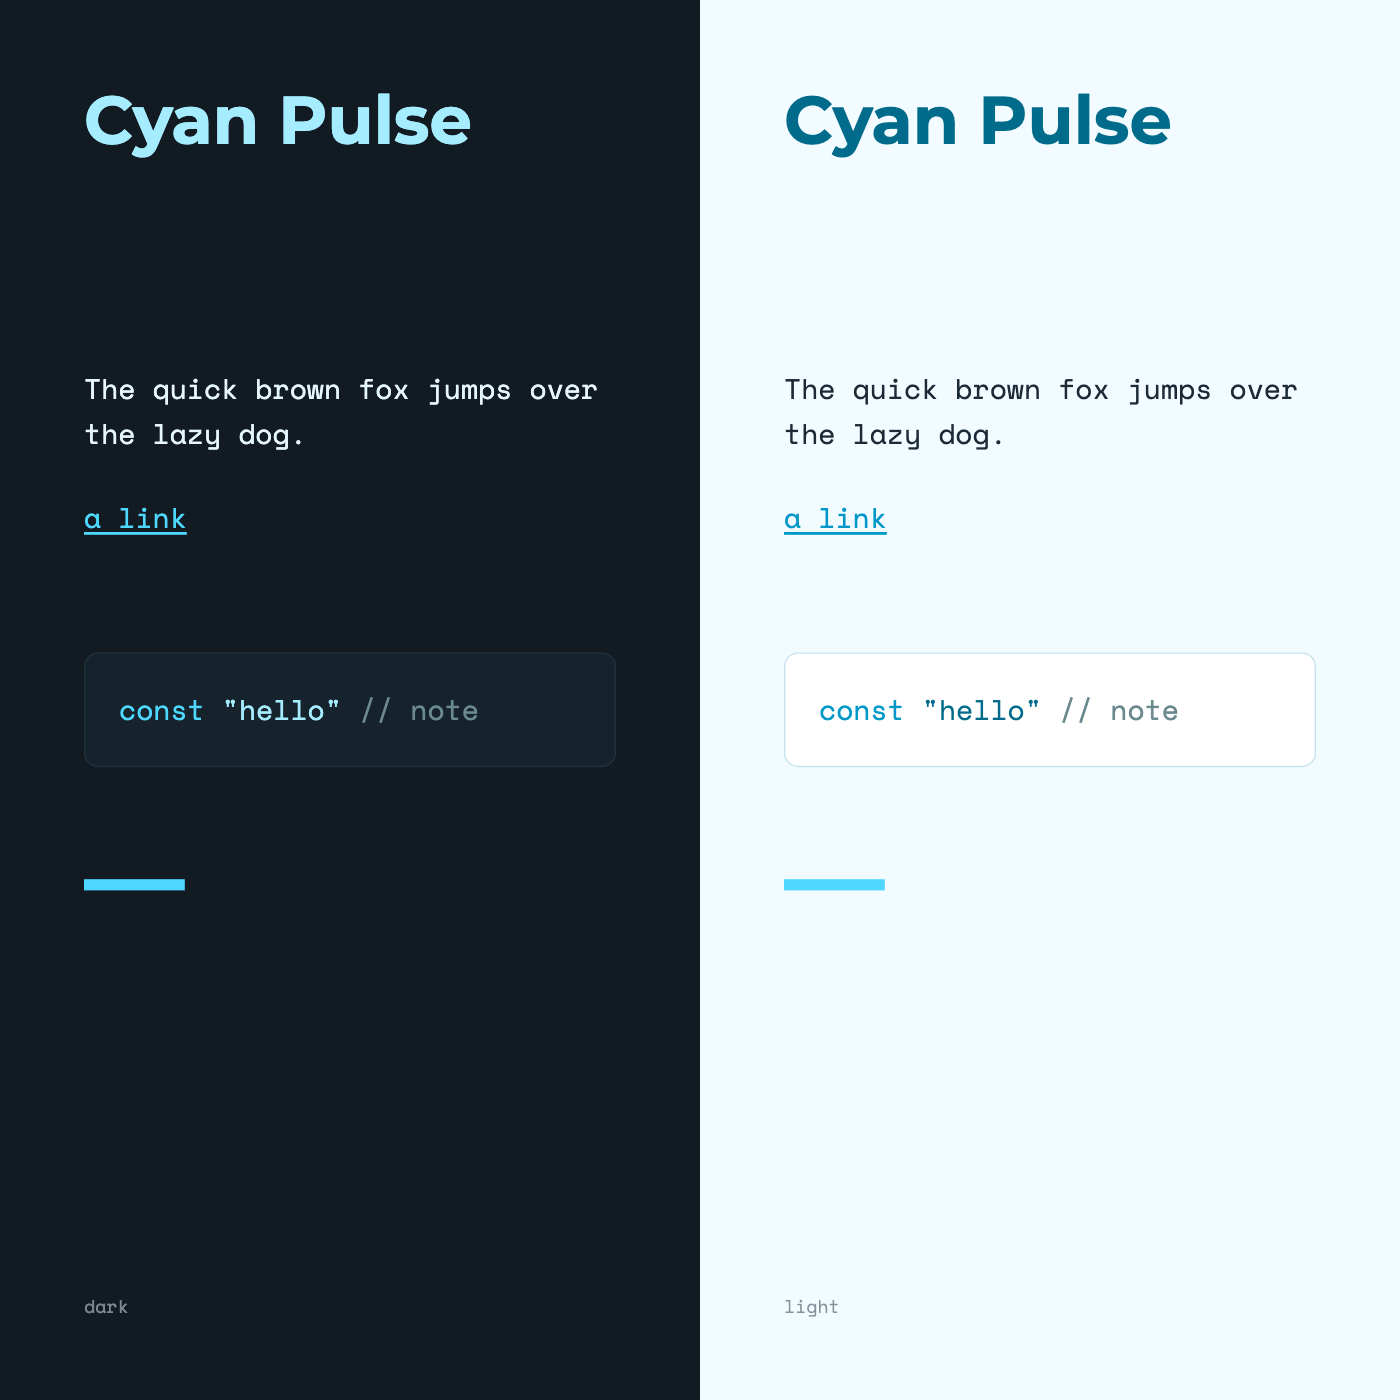 Cyan Pulse
The quick brown fox jumps over
the lazy dog.
a link
const "hello" // note
dark
Cyan Pulse
The quick brown fox jumps over
the lazy dog.
a link
const "hello" // note
light